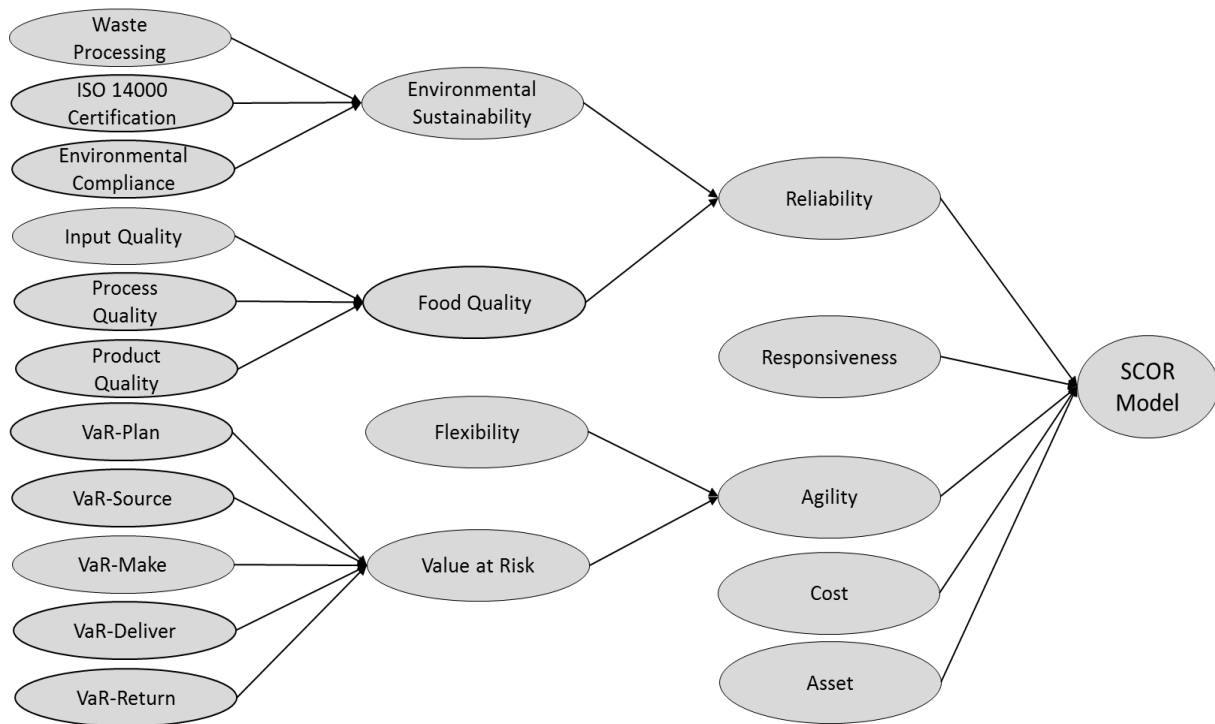 Waste
Processing
ISO 14000
Certification
Environmental
Compliance
Input Quality
Process
Quality
Product
Quality
VaR-Plan
VaR-Source
VaR-Make
VaR-Deliver
VaR-Return
Environmental
Sustainability
Food Quality
Flexibility
Value at Risk
Reliability
Responsiveness
Agility
Cost
Asset
SCOR
Model